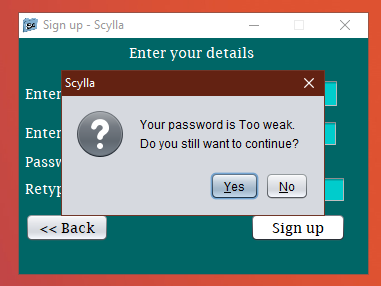 Sign up - Scylla
Enter your details
Scylla
Enter
Your password is Too weak.
Do you still want to continue?
Enter
Passw
Retyp
Yes
No
<< Back
Sign up